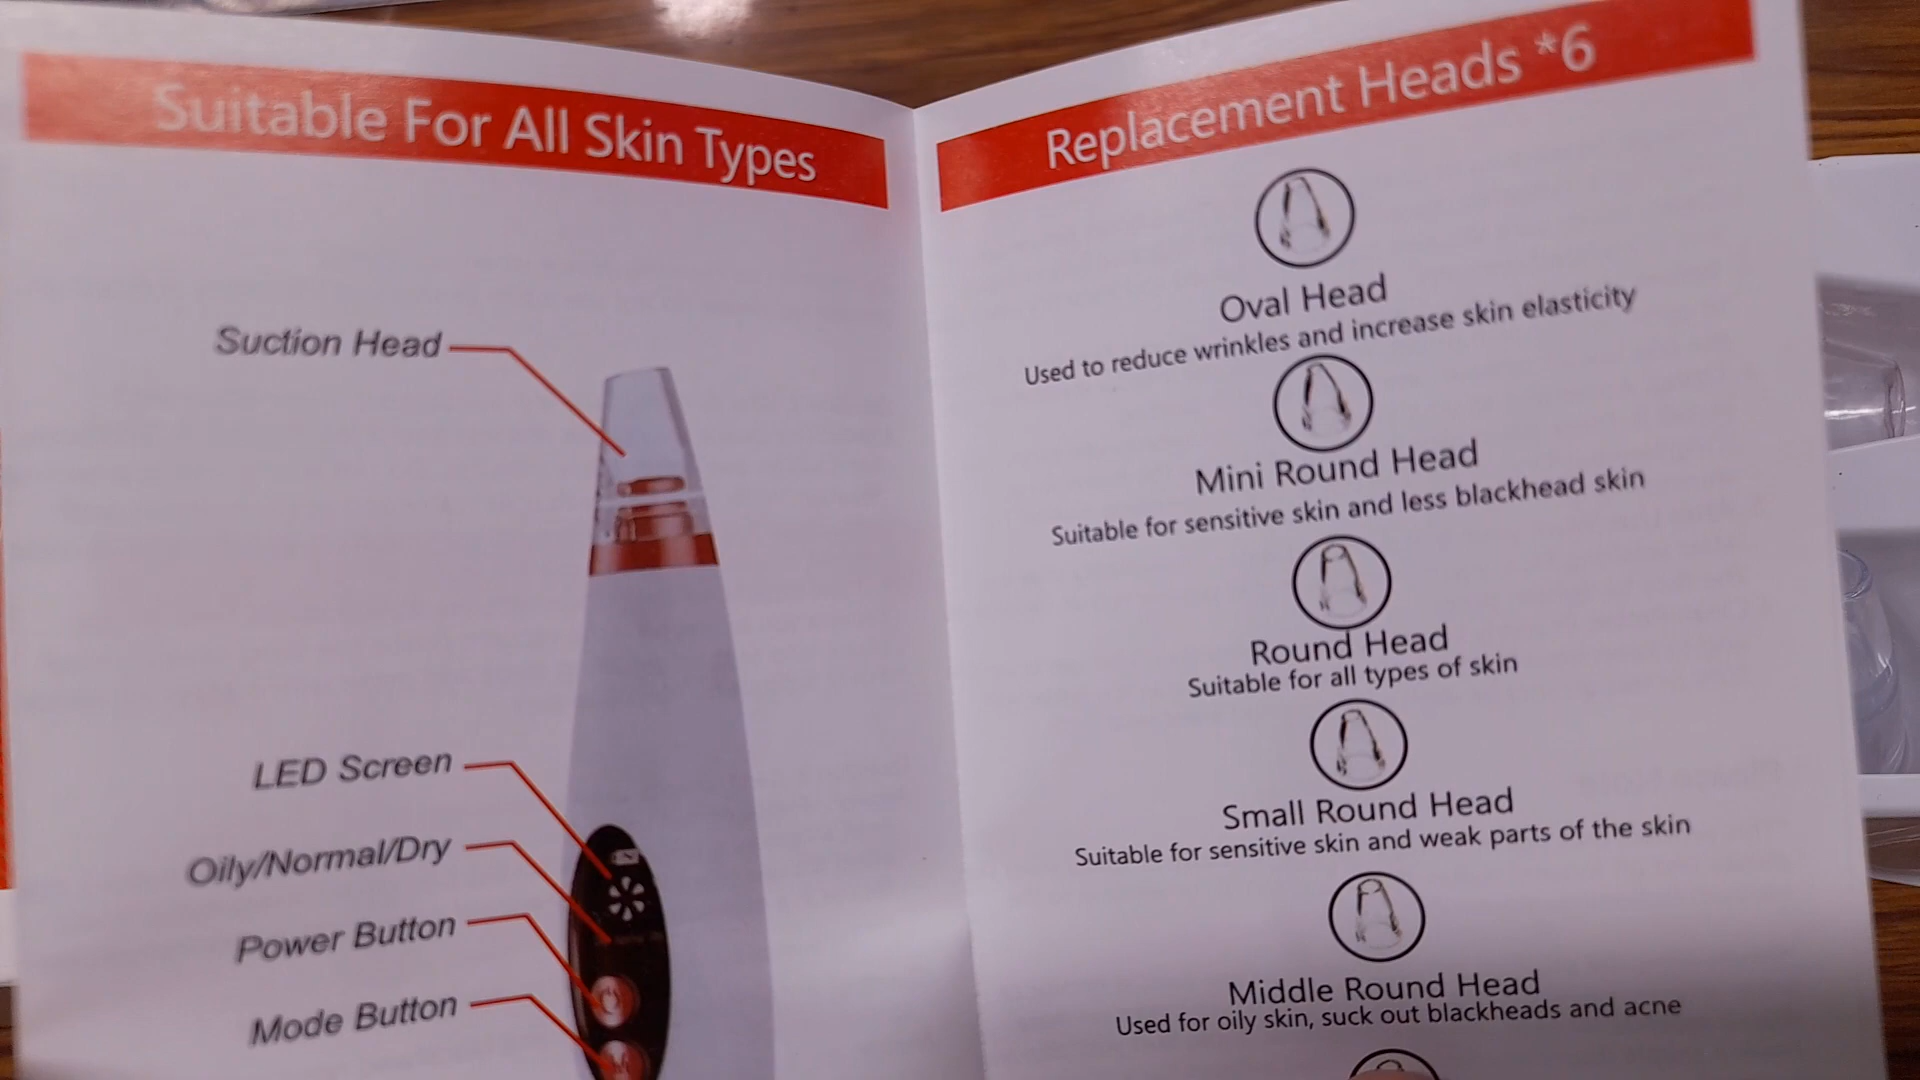 Suitable For All Skin Types
Suction Head
LED Screen
Oily/Normal/Dry
Power Button
Mode Button
Replacement Heads *6
Oval Head
Used to reduce wrinkles and increase skin elasticity
Mini Round Head
Suitable for sensitive skin and less blackhead skin
Round Head
Suitable for all types of skin
Small Round Head
Suitable for sensitive skin and weak parts of the skin
Middle Round Head
Used for oily skin, suck out blackheads and acne